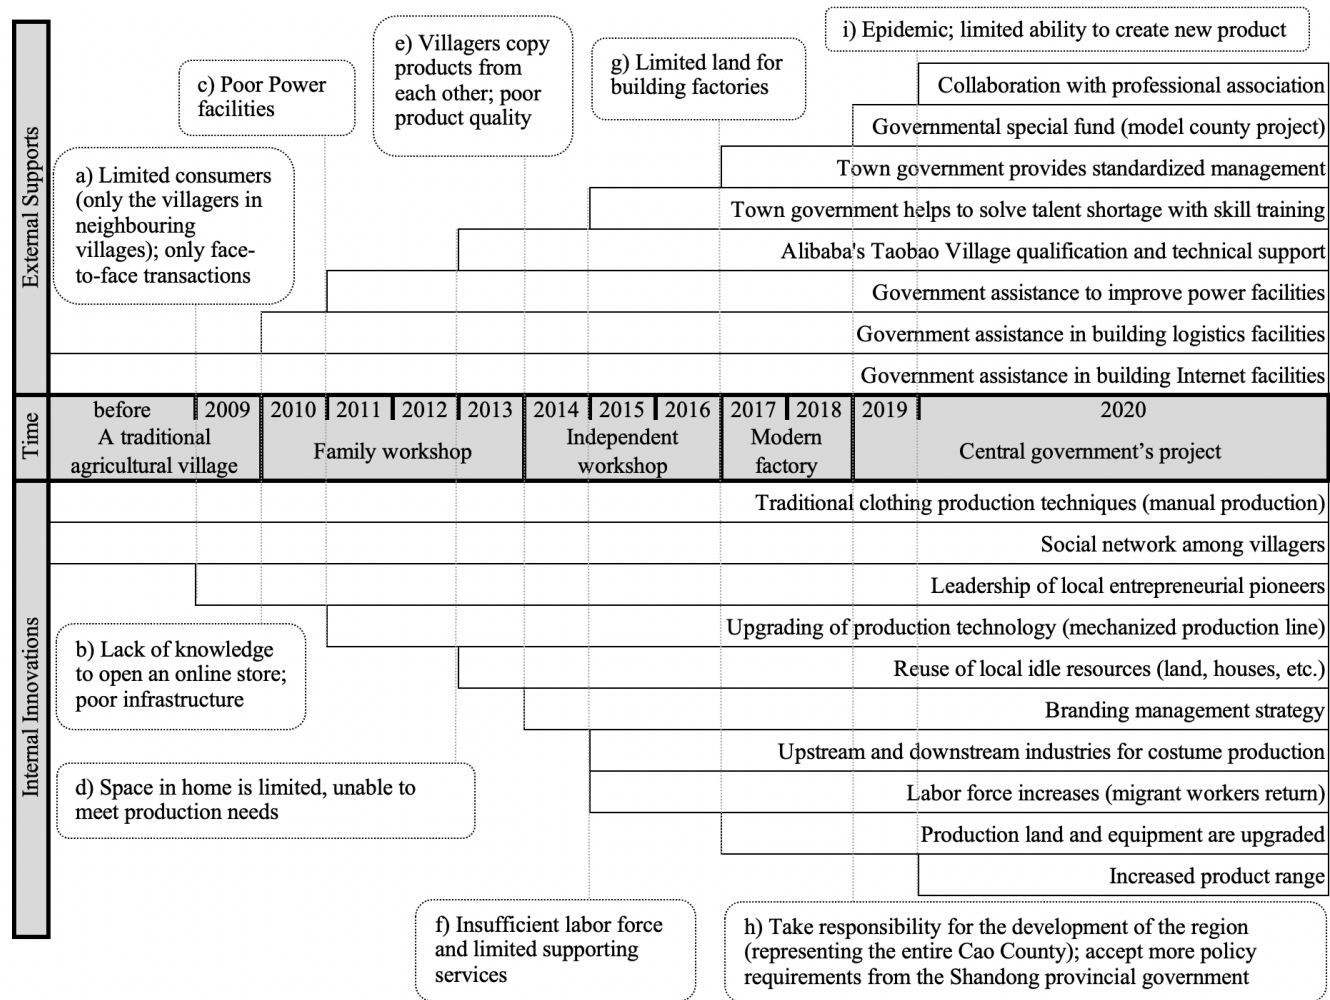 i) Epidemic; limited ability to create new product
e) Villagers copy
products from
each other; poor
product quality
g) Limited land for
building factories
c) Poor Power
facilities
a) Limited consumers
(only the villagers in
neighbouring
villages); only face-
to-face transactions
External Supports
Collaboration with professional association
Governmental special fund (model county project)
Town government provides standardized management
Town government helps to solve talent shortage with skill training
Alibaba's Taobao Village qualification and technical support
Government assistance to improve power facilities
Government assistance in building logistics facilities
Government assistance in building Internet facilities
Time
before 2009 2010 2011 2012 2013 2014 2015 2016 2017 2018 2019 2020
A traditional
agricultural village
Family workshop
Independent
workshop
Modern
factory
Central government’s project
Internal Innovations
Traditional clothing production techniques (manual production)
Social network among villagers
Leadership of local entrepreneurial pioneers
Upgrading of production technology (mechanized production line)
Reuse of local idle resources (land, houses, etc.)
Branding management strategy
Upstream and downstream industries for costume production
Labor force increases (migrant workers return)
Production land and equipment are upgraded
Increased product range
b) Lack of knowledge
to open an online store;
poor infrastructure
d) Space in home is limited, unable to
meet production needs
f) Insufficient labor force
and limited supporting
services
h) Take responsibility for the development of the region
(representing the entire Cao County); accept more policy
requirements from the Shandong provincial government